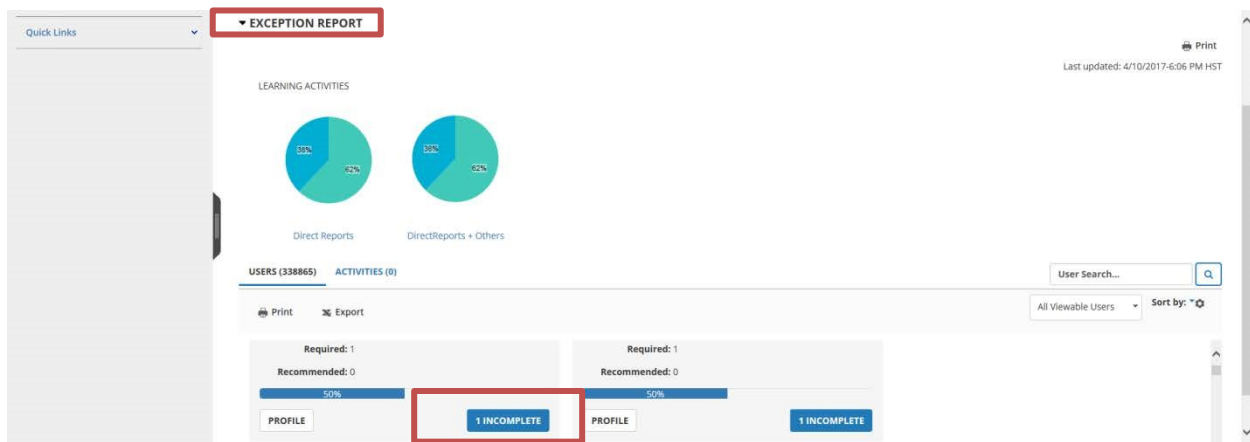 EXCEPTION REPORT
Quick Links
Print
Last updated: 4/10/2017-6:06 PM HST
LEARNING ACTIVITIES
38%
62%
38%
62%
Direct Reports
DirectReports + Others
USERS (338865) ACTIVITIES (0)
User Search...
Print Export
All Viewable Users
Sort by:
Required: 1
Recommended: 0
50%
PROFILE
1 INCOMPLETE
Required: 1
Recommended: 0
50%
PROFILE
1 INCOMPLETE